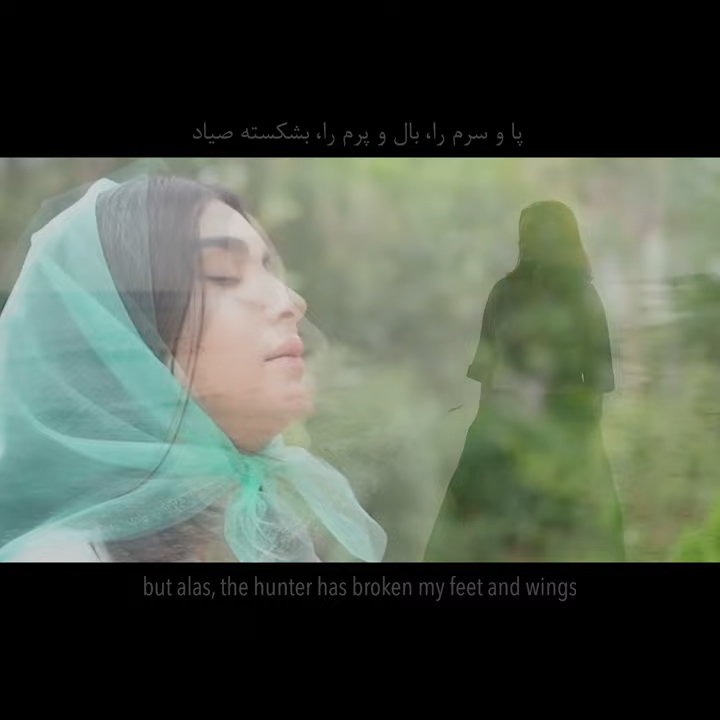 پا و سرم را، بال و پرم را، بشکسته صیاد
but alas, the hunter has broken my feet and wings